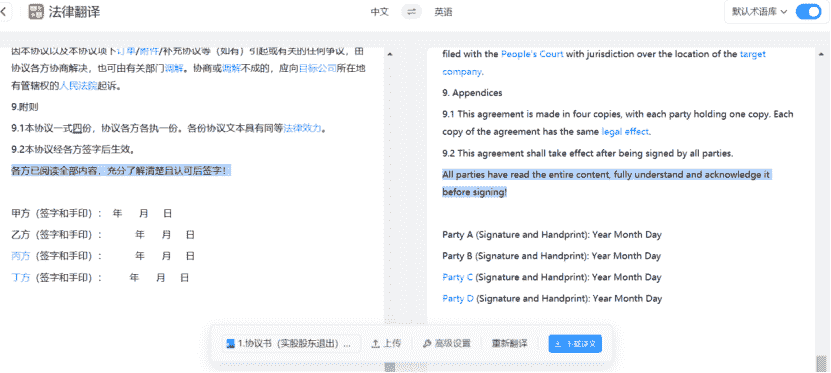 法律翻译
中文
英语
默认术语库
因本协议以及本协议项下订单/附件/补充协议等（如有）引起或有关的任何争议，由
协议各方协商解决，也可由有关部门调解。协商或调解不成的，应向目标公司所在地
有管辖权的人民法院起诉。
9.附则
9.1本协议一式四份，协议各方各执一份。各份协议文本具有同等法律效力。
9.2本协议经各方签字后生效。
各方已阅读全部内容，充分了解清楚且认可后签字！
甲方（签字和手印）： 年 月 日
乙方（签字和手印）： 年 月 日
丙方（签字和手印）： 年 月 日
丁方（签字和手印）： 年 月 日
filed with the People's Court with jurisdiction over the location of the target
company.
9. Appendices
9.1 This agreement is made in four copies, with each party holding one copy. Each
copy of the agreement has the same legal effect.
9.2 This agreement shall take effect after being signed by all parties.
All parties have read the entire content, fully understand and acknowledge it
before signing!
Party A (Signature and Handprint): Year Month Day
Party B (Signature and Handprint): Year Month Day
Party C (Signature and Handprint): Year Month Day
Party D (Signature and Handprint): Year Month Day
1.协议书（实股股东退出）...
上传
高级设置
重新翻译
下载译文